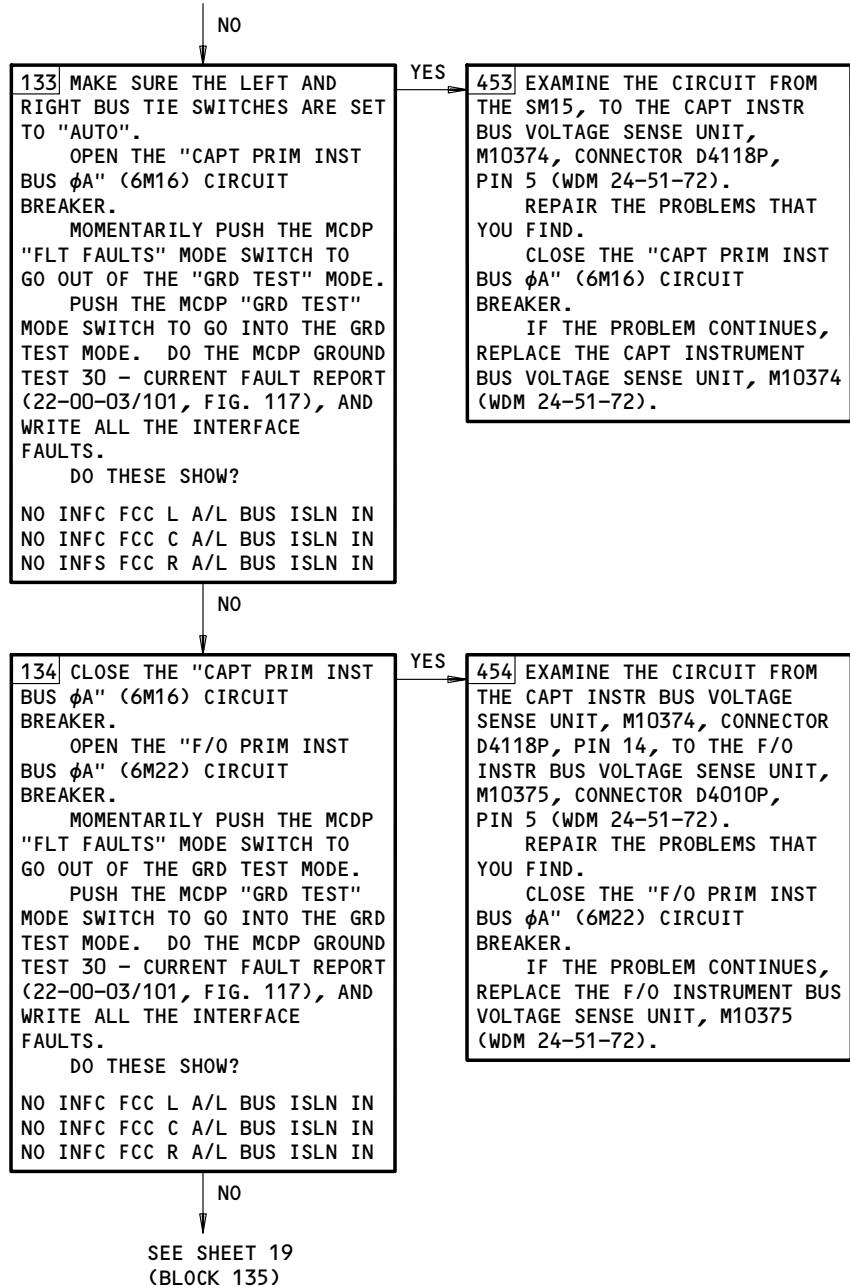 NO
133 MAKE SURE THE LEFT AND
RIGHT BUS TIE SWITCHES ARE SET
TO "AUTO".
OPEN THE "CAPT PRIM INST
BUS ϕA" (6M16) CIRCUIT
BREAKER.
MOMENTARILY PUSH THE MCDP
"FLT FAULTS" MODE SWITCH TO
GO OUT OF THE "GRD TEST" MODE.
PUSH THE MCDP "GRD TEST"
MODE SWITCH TO GO INTO THE GRD
TEST MODE. DO THE MCDP GROUND
TEST 30 – CURRENT FAULT REPORT
(22-00-03/101, FIG. 117), AND
WRITE ALL THE INTERFACE
FAULTS.
DO THESE SHOW?
NO INFC FCC L A/L BUS ISLN IN
NO INFC FCC C A/L BUS ISLN IN
NO INFS FCC R A/L BUS ISLN IN
YES
453 EXAMINE THE CIRCUIT FROM
THE SM15, TO THE CAPT INSTR
BUS VOLTAGE SENSE UNIT,
M10374, CONNECTOR D4118P,
PIN 5 (WDM 24-51-72).
REPAIR THE PROBLEMS THAT
YOU FIND.
CLOSE THE "CAPT PRIM INST
BUS ϕA" (6M16) CIRCUIT
BREAKER.
IF THE PROBLEM CONTINUES,
REPLACE THE CAPT INSTRUMENT
BUS VOLTAGE SENSE UNIT, M10374
(WDM 24-51-72).
NO
134 CLOSE THE "CAPT PRIM INST
BUS ϕA" (6M16) CIRCUIT
BREAKER.
OPEN THE "F/O PRIM INST
BUS ϕA" (6M22) CIRCUIT
BREAKER.
MOMENTARILY PUSH THE MCDP
"FLT FAULTS" MODE SWITCH TO
GO OUT OF THE GRD TEST MODE.
PUSH THE MCDP "GRD TEST"
MODE SWITCH TO GO INTO THE GRD
TEST MODE. DO THE MCDP GROUND
TEST 30 – CURRENT FAULT REPORT
(22-00-03/101, FIG. 117), AND
WRITE ALL THE INTERFACE
FAULTS.
DO THESE SHOW?
NO INFC FCC L A/L BUS ISLN IN
NO INFC FCC C A/L BUS ISLN IN
NO INFC FCC R A/L BUS ISLN IN
YES
454 EXAMINE THE CIRCUIT FROM
THE CAPT INSTR BUS VOLTAGE
SENSE UNIT, M10374, CONNECTOR
D4118P, PIN 14, TO THE F/O
INSTR BUS VOLTAGE SENSE UNIT,
M10375, CONNECTOR D4010P,
PIN 5 (WDM 24-51-72).
REPAIR THE PROBLEMS THAT
YOU FIND.
CLOSE THE "F/O PRIM INST
BUS ϕA" (6M22) CIRCUIT
BREAKER.
IF THE PROBLEM CONTINUES,
REPLACE THE F/O INSTRUMENT BUS
VOLTAGE SENSE UNIT, M10375
(WDM 24-51-72).
NO
SEE SHEET 19
(BLOCK 135)